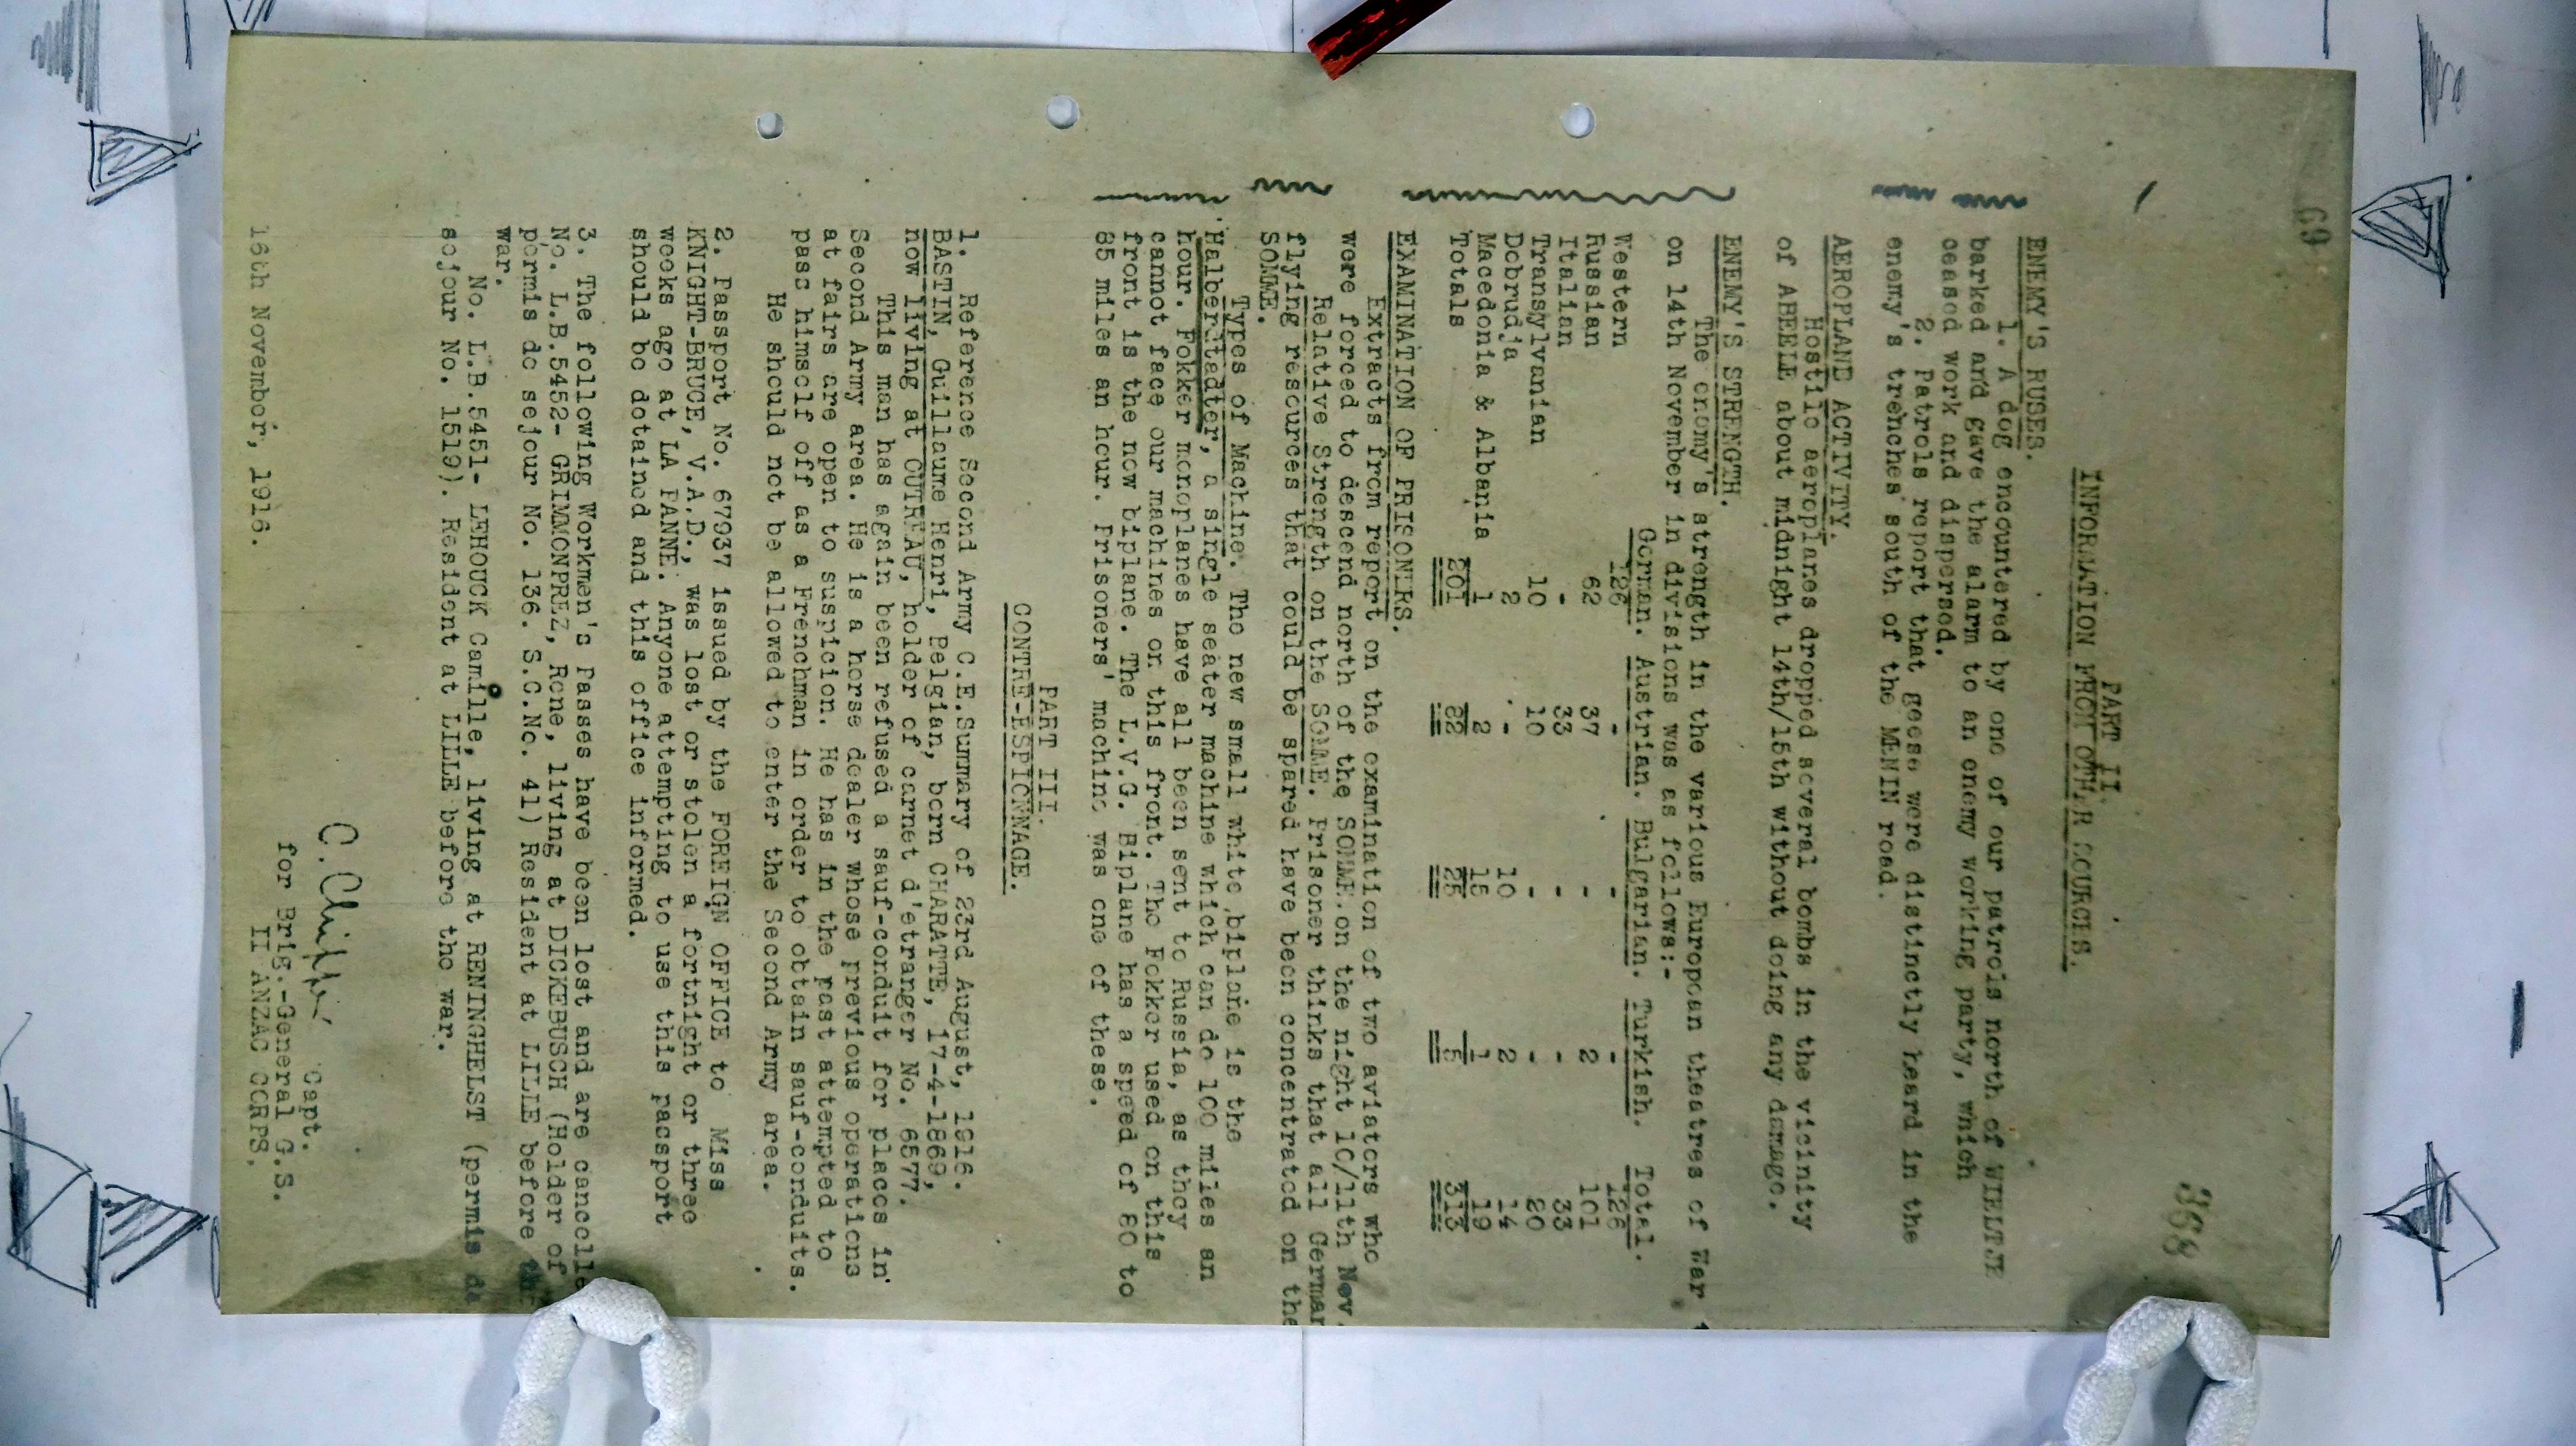 69
368
PART II.
INFORMATION FROM OTHER SOURCES.
ENEMY'S RUSES.
1. A dog encountered by one of our patrols north of WIELTJE
barked and gave the alarm to an enemy working party, which
ceased work and dispersed.
2. Patrols report that geese were distinctly heard in the
enemy's trenches south of the MENIN road.
AEROPLANE ACTIVITY.
Hostile aeroplanes dropped several bombs in the vicinity
of ABEELE about midnight 14th/15th without doing any damage.
ENEMY'S STRENGTH.
The enemy's strength in the various European theatres of War
on 14th November in divisions was as follows:-
German. Austrian. Bulgarian. Turkish. Total.
Western 126 - - - 126
Russian 62 37 - 2 101
Italian - 33 - - 33
Transylvanian 10 10 - - 20
Dobrudja 2 - 10 2 14
Macedonia & Albania 1 2 15 1 19
Totals 201 82 25 5 313
EXAMINATION OF PRISONERS.
Extracts from report on the examination of two aviators who
were forced to descend north of the SOMME on the night 10/11th Nov.
Relative Strength on the SOMME. Prisoner thinks that all German
flying resources that could be spared have been concentrated on the
SOMME.
Types of Machine. The new small white biplane is the
Halberstadter, a single seater machine which can do 100 miles an
hour. Fokker monoplanes have all been sent to Russia, as they
cannot face our machines on this front. The Fokker used on this
front is the now biplane. The L.V.G. Biplane has a speed of 80 to
85 miles an hour. Prisoners' machine was one of these.
PART III.
CONTRE-ESPIONNAGE.
1. Reference Second Army C.E.Summary of 23rd August, 1916.
BASTIN, Guillaume Henri, Belgian, born CHARATTE, 17-4-1869,
now living at OUTREAU, holder of carnet d'etranger No. 6577.
This man has again been refused a sauf-conduit for places in
Second Army area. He is a horse dealer whose previous operations
at fairs are open to suspicion. He has in the past attempted to
pass himself off as a Frenchman in order to obtain sauf-conduits.
He should not be allowed to enter the Second Army area.
2. Passport No. 67937 issued by the FOREIGN OFFICE to Miss
KNIGHT-BRUCE, V.A.D., was lost or stolen a fortnight or three
weeks ago at LA PANNE. Anyone attempting to use this passport
should be detained and this office informed.
3. The following Workmen's Passes have been lost and are cancelle
No. L.B.5452- GRIMMONPREZ, Rene, living at DICKEBUSCH (Holder of
permis de sejour No. 136. S.C.No. 41) Resident at LILLE before the
war.
No. L.B.5451- LEHOUCK Camille, living at RENINGHELST (permis de
sejour No. 1519). Resident at LILLE before the war.
Capt.
for Brig.-General G.S.
II ANZAC CORPS.
16th November, 1916.